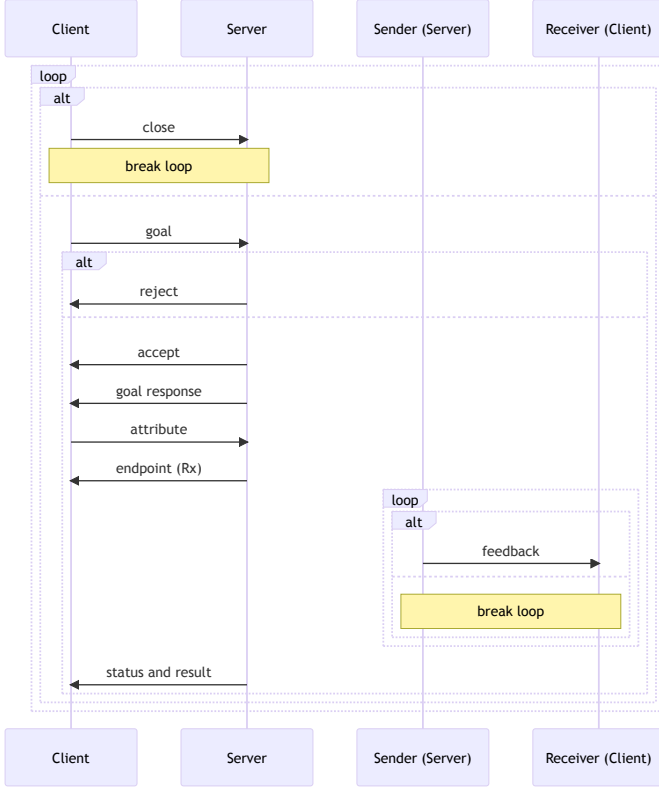 Client Server Sender (Server) Receiver (Client)
loop
alt
close
break loop
goal
alt
reject
accept
goal response
attribute
endpoint (Rx)
loop
alt
feedback
break loop
status and result
Client Server Sender (Server) Receiver (Client)